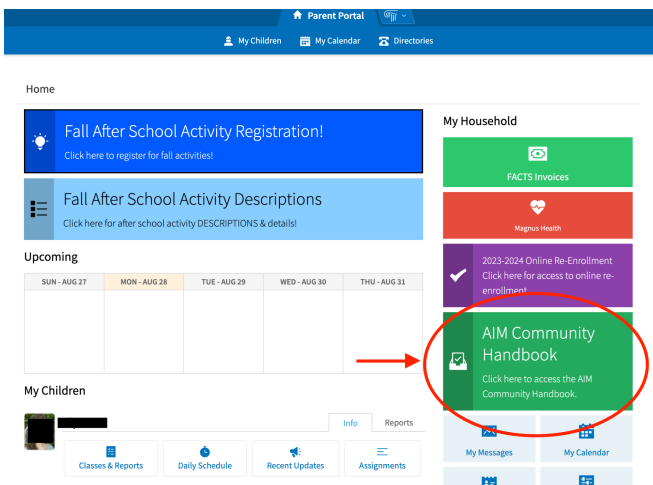 Parent Portal
My Children My Calendar Directories
Home
Fall After School Activity Registration!
Click here to register for fall activities!
Fall After School Activity Descriptions
Click here for after school activity DESCRIPTIONS & details!
Upcoming
SUN - AUG 27 MON - AUG 28 TUE - AUG 29 WED - AUG 30 THU - AUG 31
My Children
Info Reports
Classes & Reports Daily Schedule Recent Updates Assignments
My Household
FACTS Invoices
Magnus Health
2023-2024 Online Re-Enrollment
Click here for access to online re-
enrollment
AIM Community
Handbook
Click here to access the AIM
Community Handbook.
My Messages My Calendar